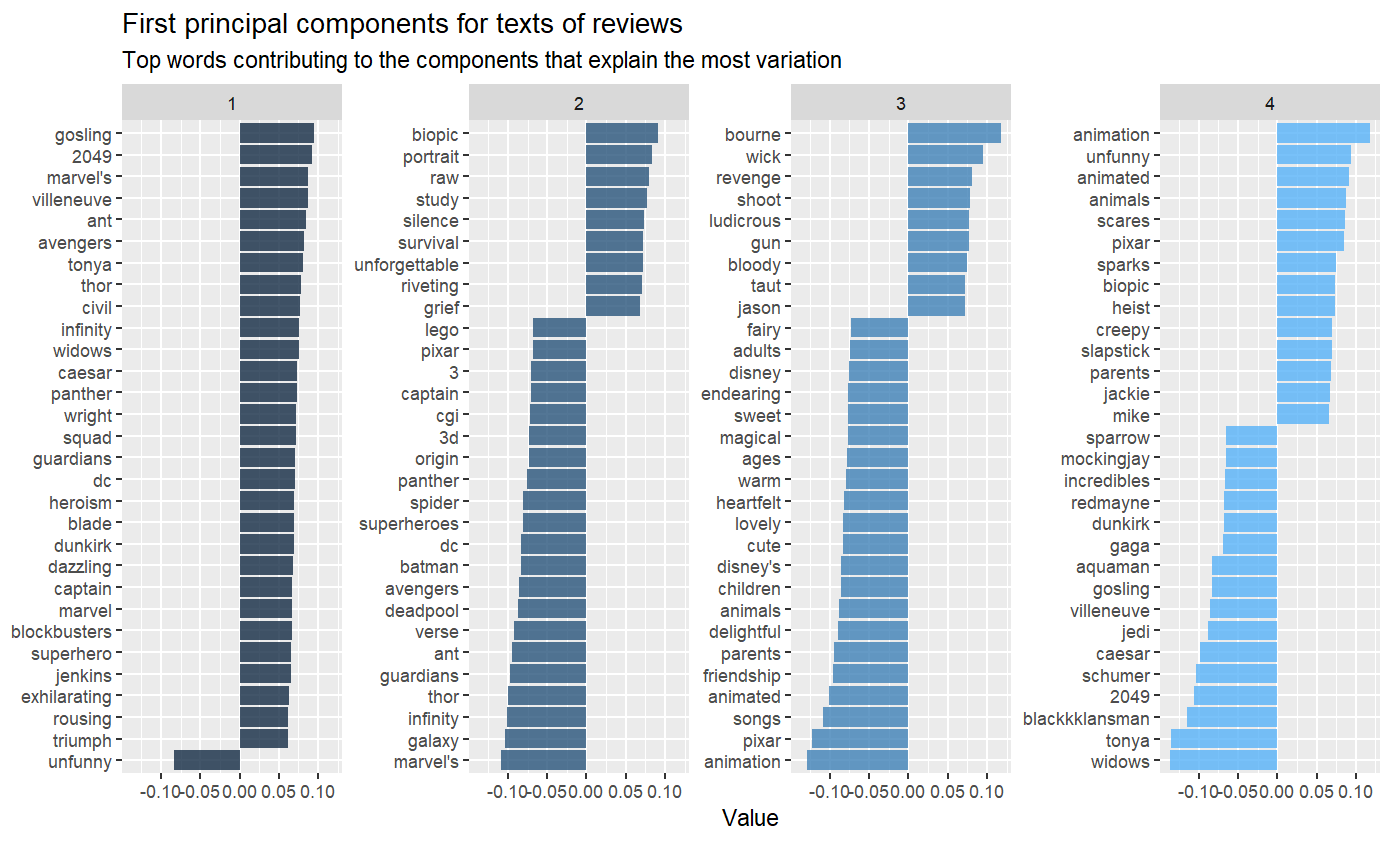 First principal components for texts of reviews
Top words contributing to the components that explain the most variation
1
gosling
2049
marvel's
villeneuve
ant
avengers
tonya
thor
civil
infinity
widows
caesar
panther
wright
squad
guardians
dc
heroism
blade
dunkirk
dazzling
captain
marvel
blockbusters
superhero
jenkins
exhilarating
rousing
triumph
unfunny
-0.10 -0.05 0.00 0.05 0.10
2
biopic
portrait
raw
study
silence
survival
unforgettable
riveting
grief
lego
pixar
3
captain
cgi
3d
origin
panther
spider
superheroes
dc
batman
avengers
deadpool
verse
ant
guardians
thor
infinity
galaxy
marvel's
-0.10 -0.05 0.00 0.05 0.10
3
bourne
wick
revenge
shoot
ludicrous
gun
bloody
taut
jason
fairy
adults
disney
endearing
sweet
magical
ages
warm
heartfelt
lovely
cute
disney's
children
animals
delightful
parents
friendship
animated
songs
pixar
animation
-0.10 -0.05 0.00 0.05 0.10
4
animation
unfunny
animated
animals
scares
pixar
sparks
biopic
heist
creepy
slapstick
parents
jackie
mike
sparrow
mockingjay
incredibles
redmayne
dunkirk
gaga
aquaman
gosling
villeneuve
jedi
caesar
schumer
2049
blackkklansman
tonya
widows
-0.10 -0.05 0.00 0.05 0.10
Value